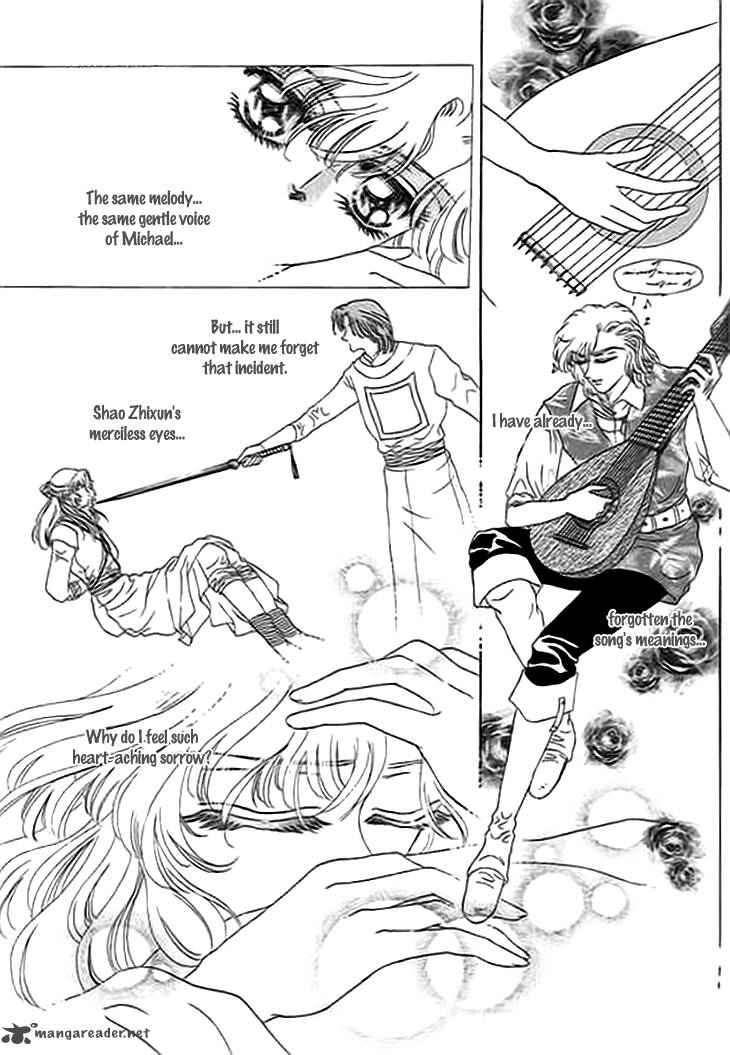 The same melody...
the same gentle voice
of Michael...
But... it still
cannot make me forget
that incident.
Shao Zhixun's
merciless eyes...
I have already...
forgotten the
song's meanings...
Why do I feel such
heart-aching sorrow?
mangareader.net